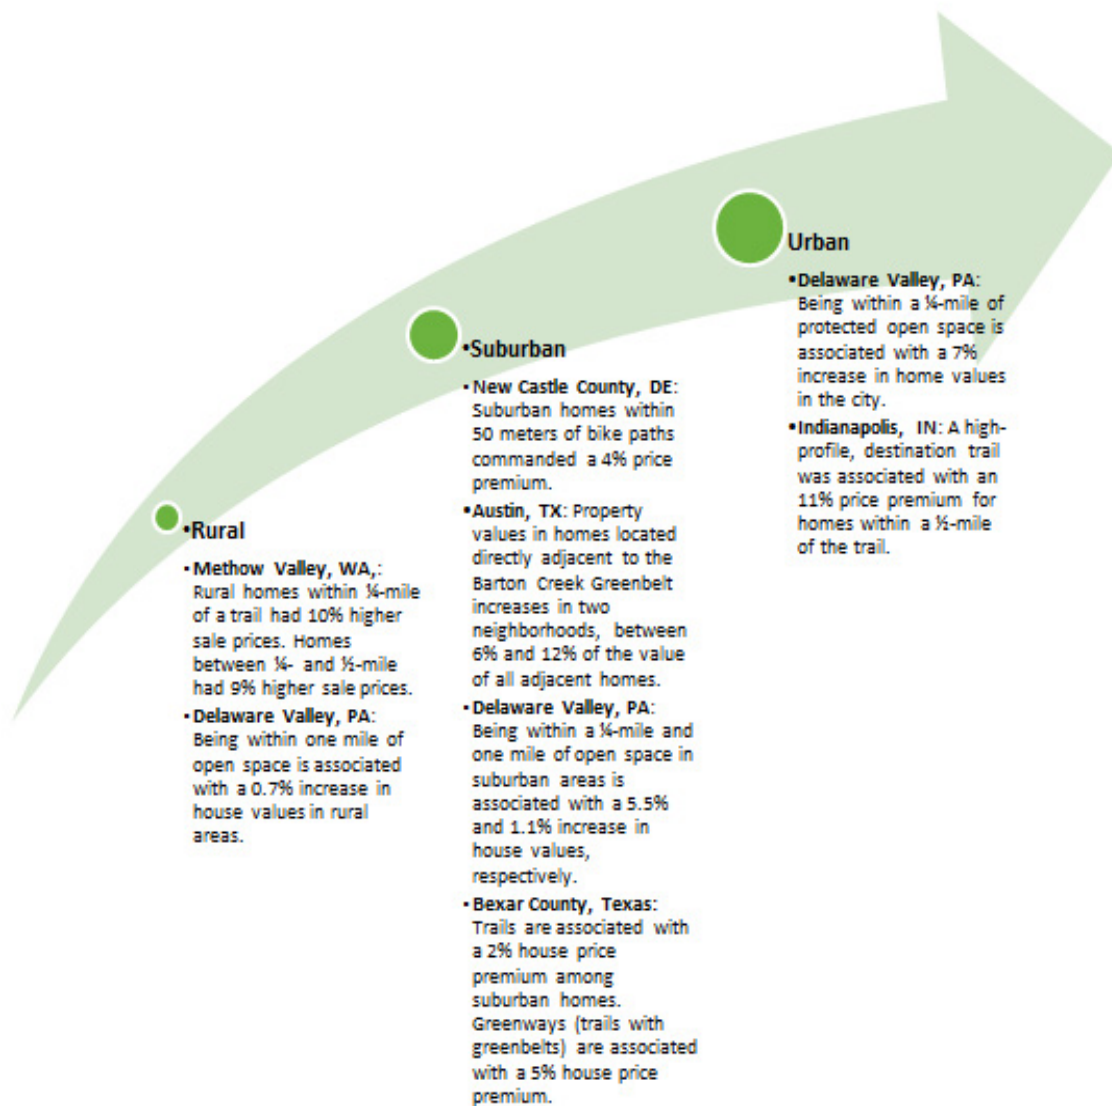 •Rural
• Methow Valley, WA,:
Rural homes within ¼-mile
of a trail had 10% higher
sale prices. Homes
between ¼- and ½-mile
had 9% higher sale prices.
• Delaware Valley, PA:
Being within one mile of
open space is associated
with a 0.7% increase in
house values in rural
areas.
•Suburban
• New Castle County, DE:
Suburban homes within
50 meters of bike paths
commanded a 4% price
premium.
•Austin, TX: Property
values in homes located
directly adjacent to the
Barton Creek Greenbelt
increases in two
neighborhoods, between
6% and 12% of the value
of all adjacent homes.
• Delaware Valley, PA:
Being within a ¼-mile and
one mile of open space in
suburban areas is
associated with a 5.5%
and 1.1% increase in
house values,
respectively.
• Bexar County, Texas:
Trails are associated with
a 2% house price
premium among
suburban homes.
Greenways (trails with
greenbelts) are associated
with a 5% house price
premium.
Urban
•Delaware Valley, PA:
Being within a ¼-mile of
protected open space is
associated with a 7%
increase in home values
in the city.
•Indianapolis, IN: A high-
profile, destination trail
was associated with an
11% price premium for
homes within a ½-mile
of the trail.